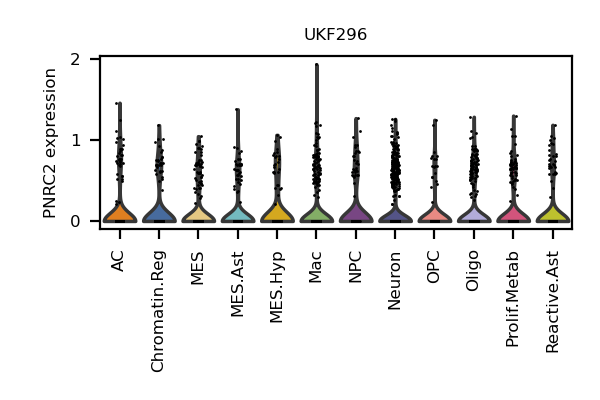 UKF296
PNRC2 expression
2
1
0
AC
Chromatin.Reg
MES
MES.Ast
MES.Hyp
Mac
NPC
Neuron
OPC
Oligo
Prolif.Metab
Reactive.Ast